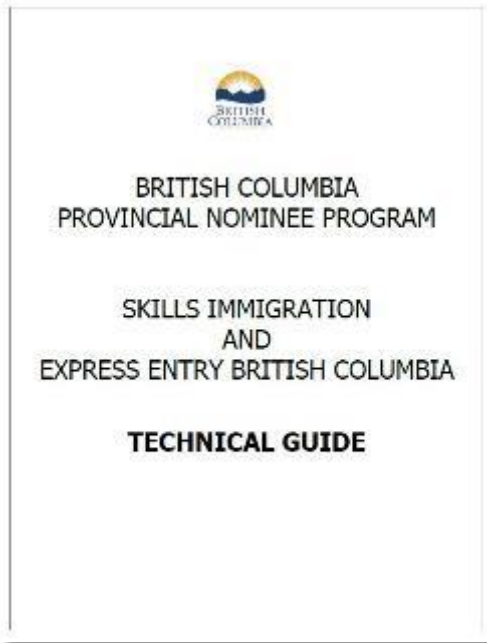 BRITISH
COLUMBIA
BRITISH COLUMBIA
PROVINCIAL NOMINEE PROGRAM
SKILLS IMMIGRATION
AND
EXPRESS ENTRY BRITISH COLUMBIA
TECHNICAL GUIDE